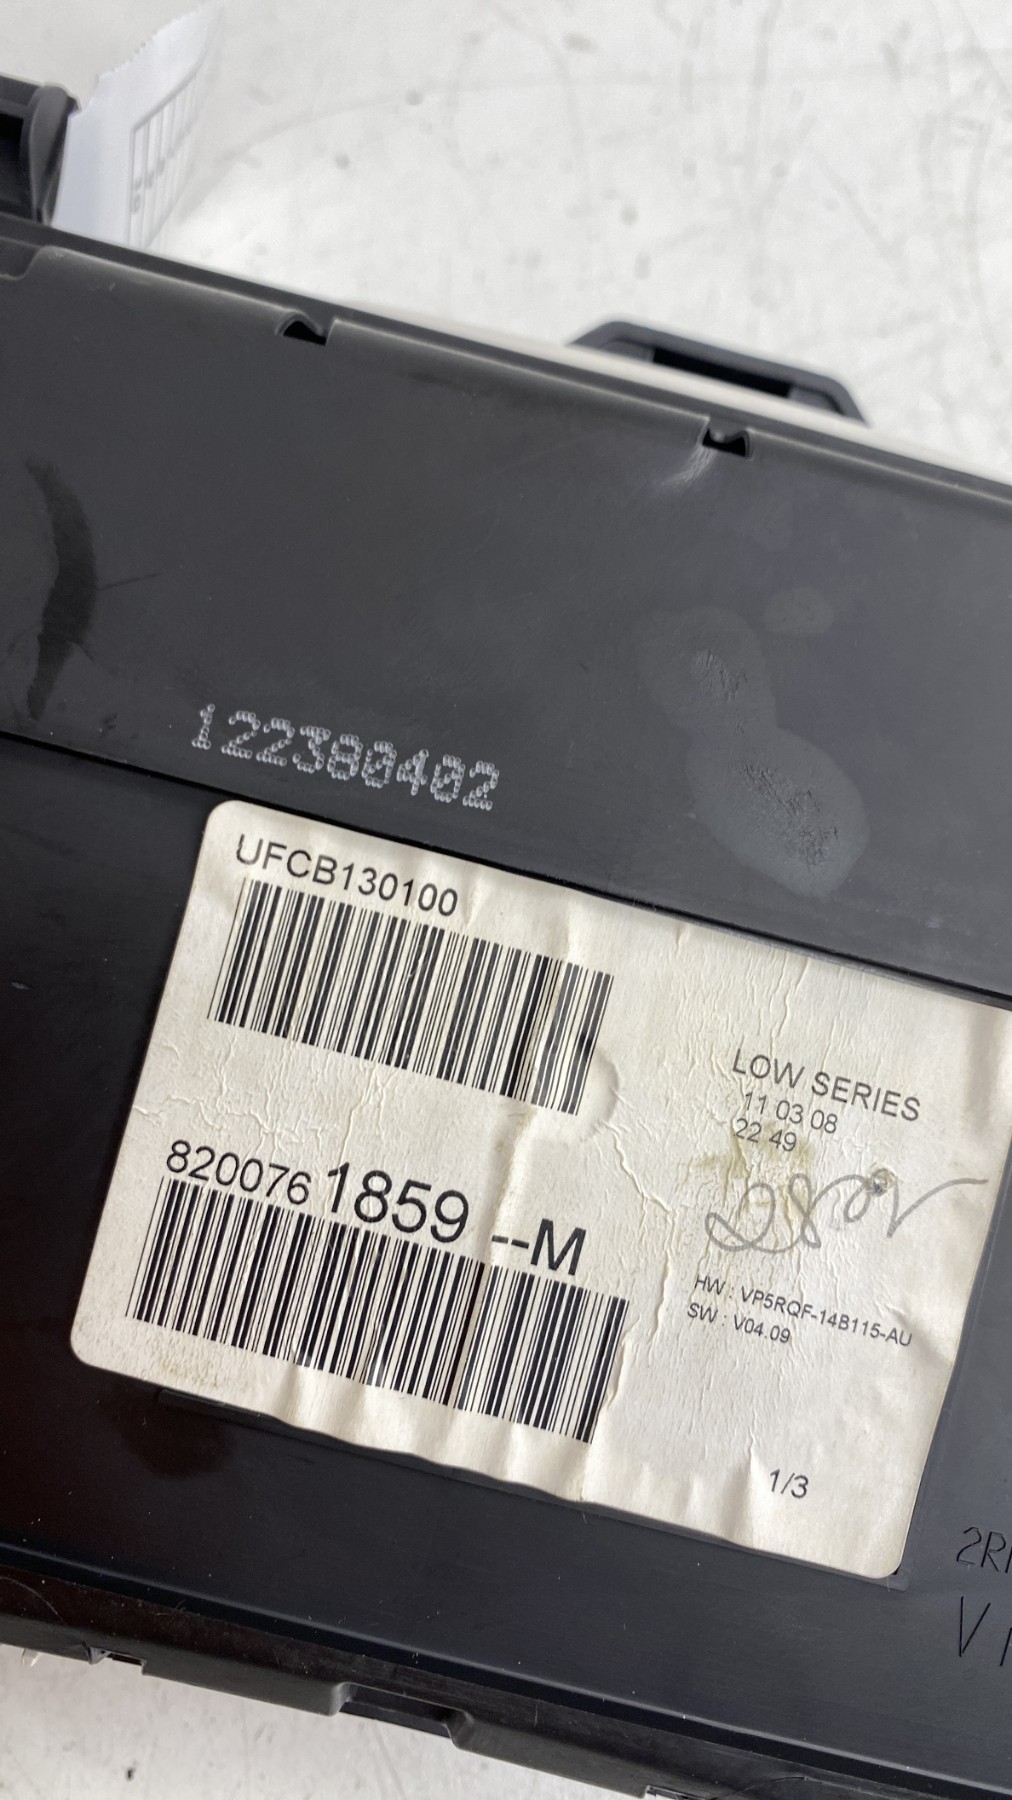 122380402
UFCB130100
LOW SERIES
11 03 08
22 49
8200761859 --M
HW : VP5RQF-14B115-AU
SW : V04.09
1/3